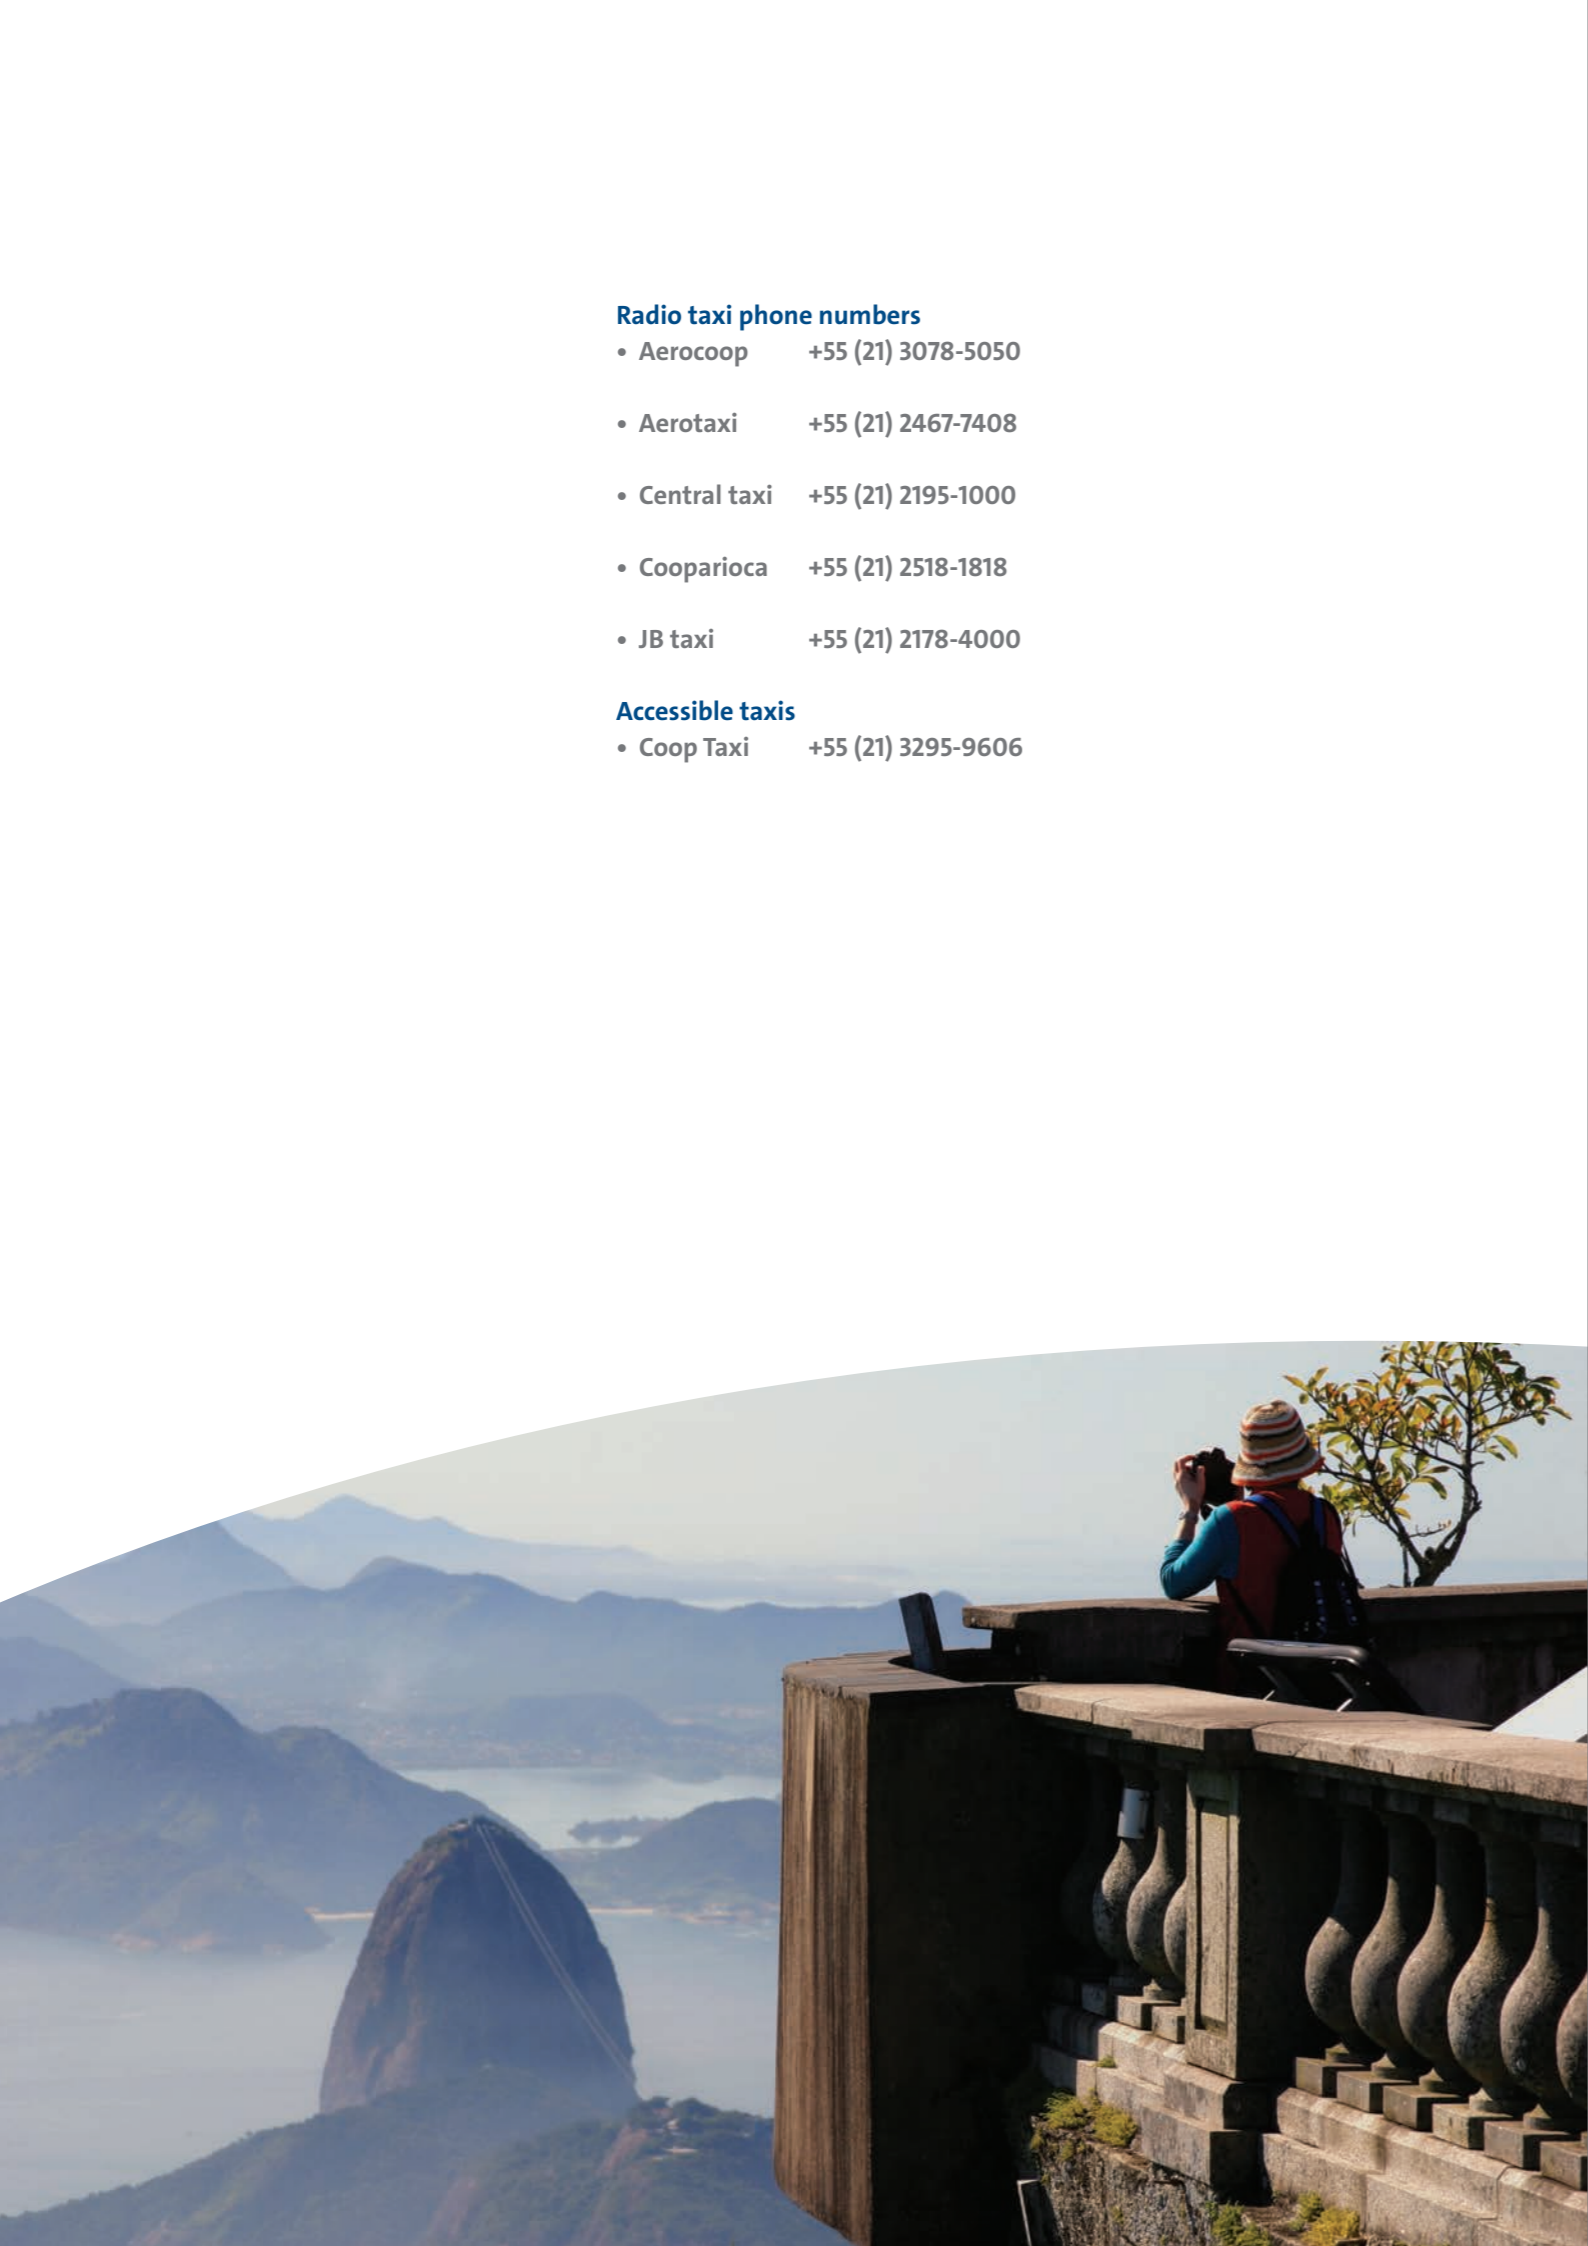 Radio taxi phone numbers
• Aerocoop +55 (21) 3078-5050
• Aerotaxi +55 (21) 2467-7408
• Central taxi +55 (21) 2195-1000
• Cooparioca +55 (21) 2518-1818
• JB taxi +55 (21) 2178-4000
Accessible taxis
• Coop Taxi +55 (21) 3295-9606